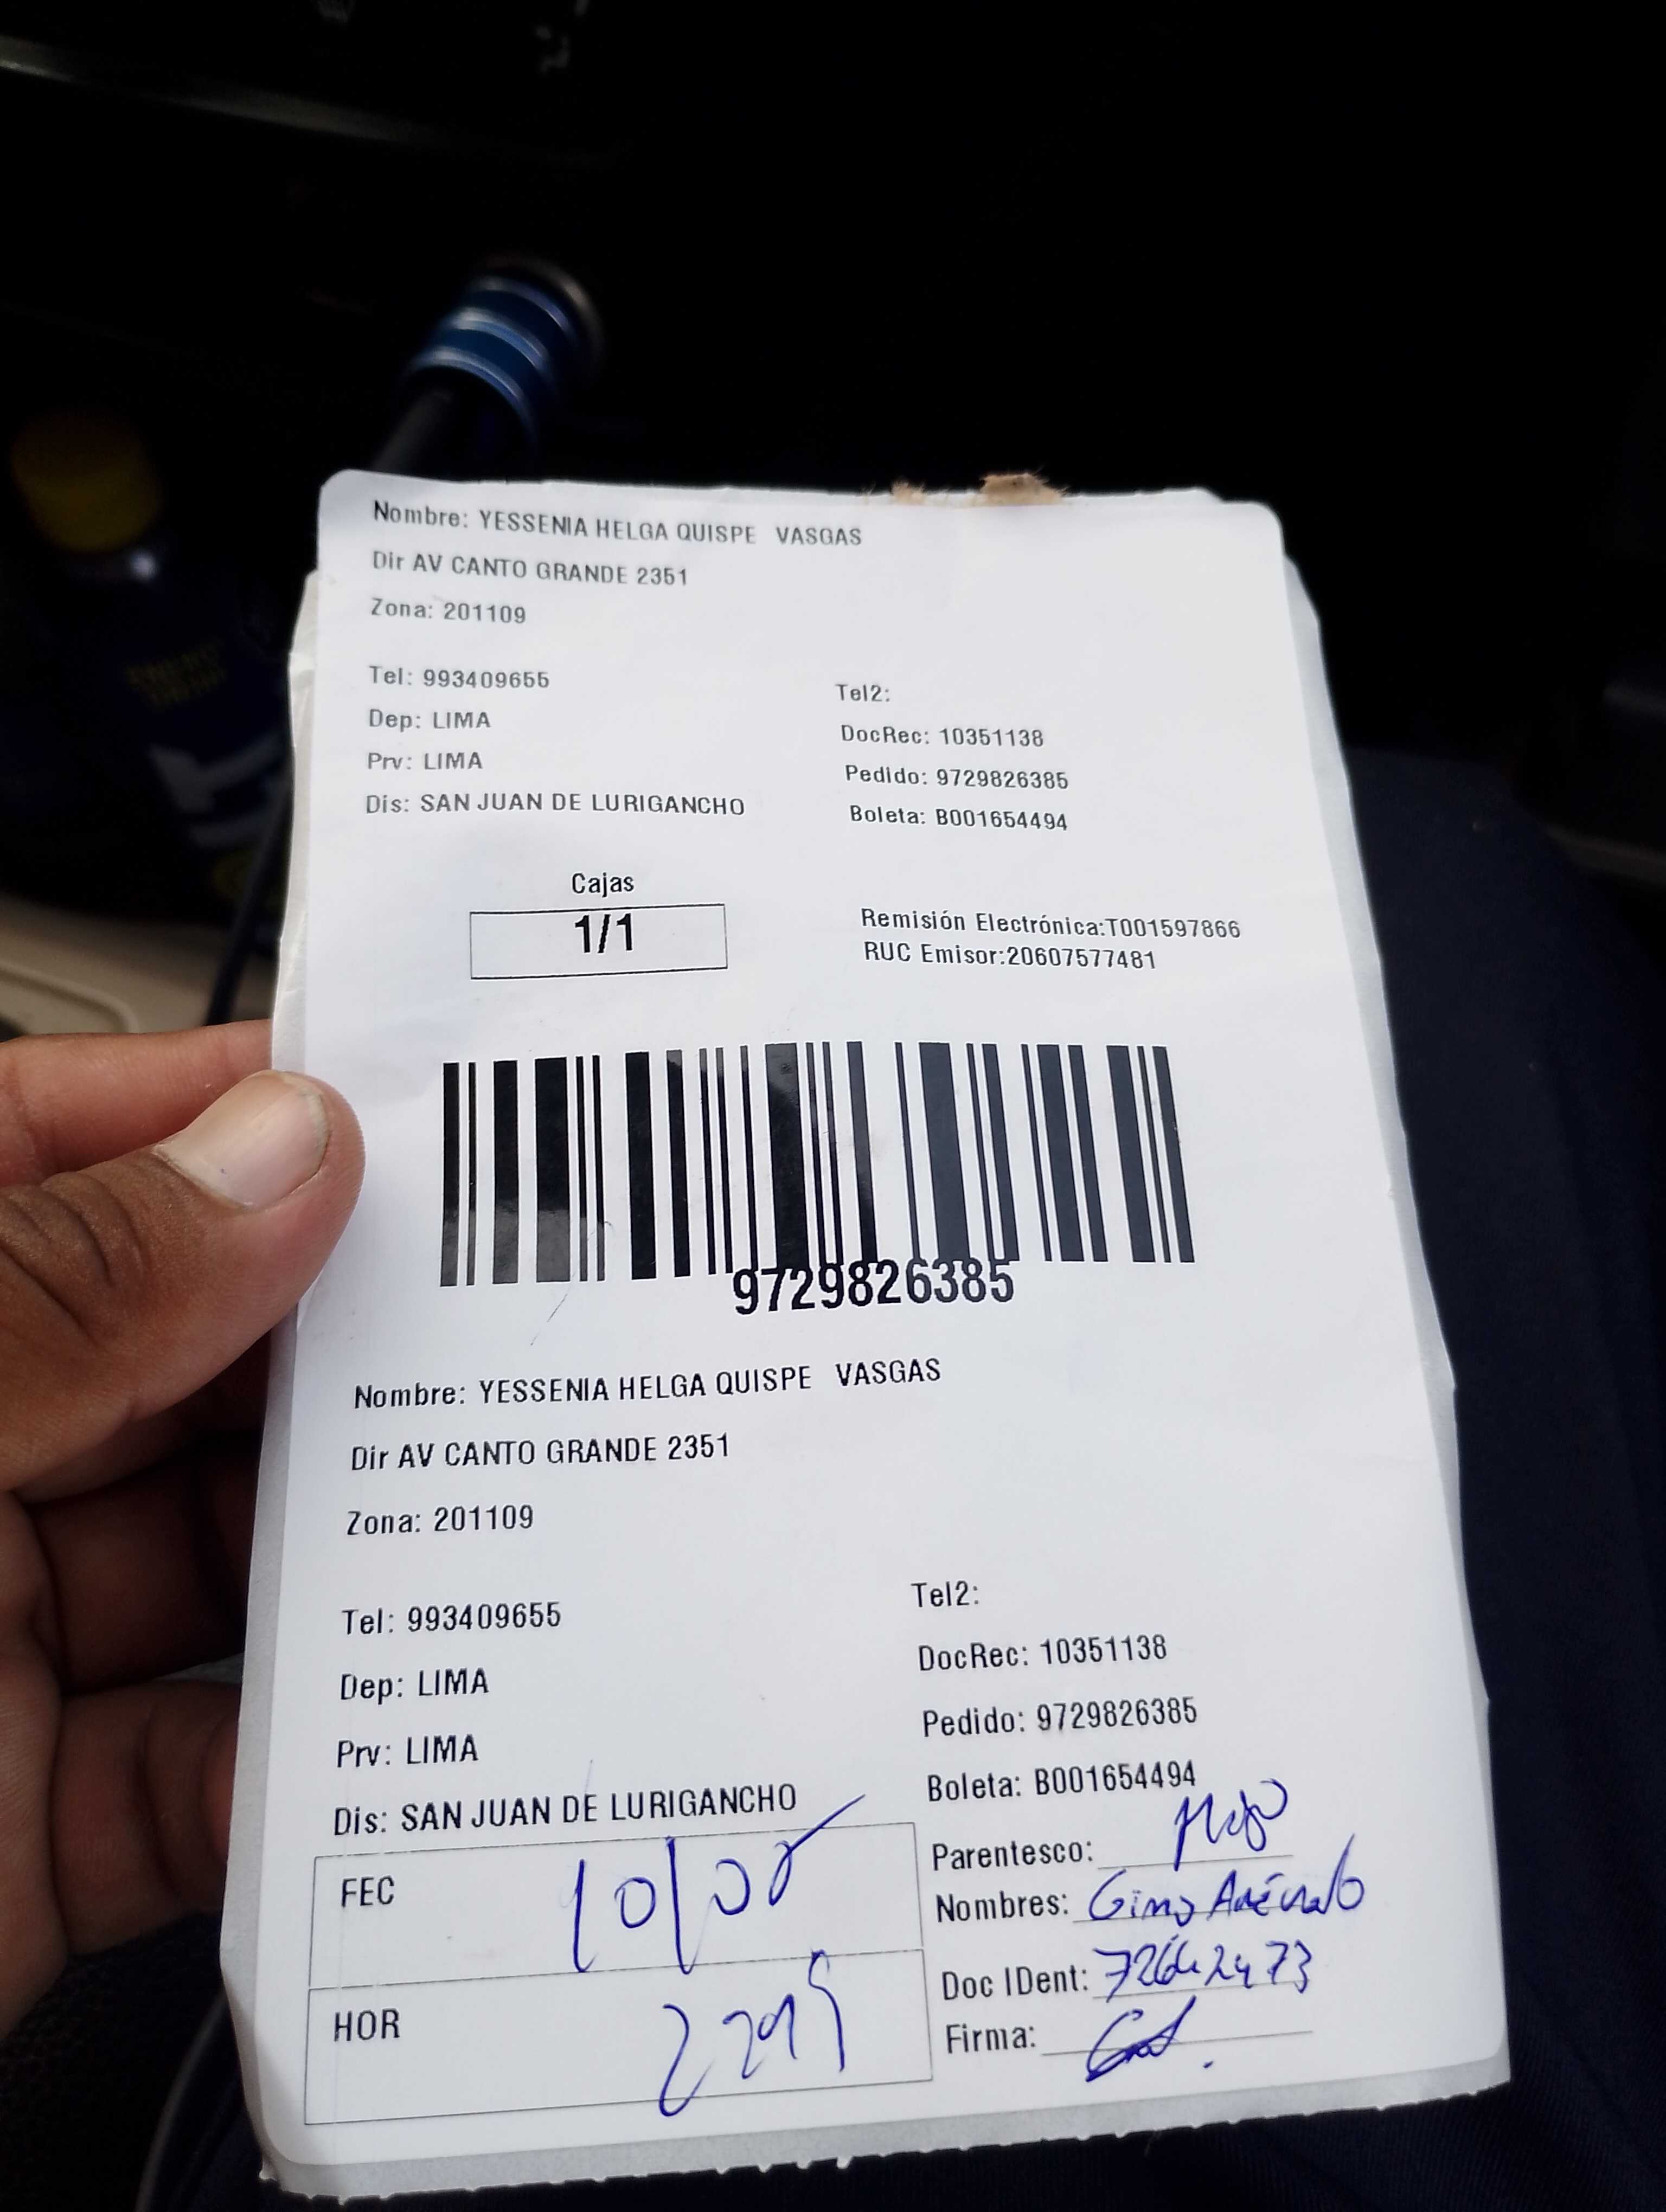 Nombre: YESSENIA HELGA QUISPE VASGAS
Dir AV CANTO GRANDE 2351
Zona: 201109
Tel: 993409655
Tel2:
Dep: LIMA
DocRec: 10351138
Prv: LIMA
Pedido: 9729826385
Dis: SAN JUAN DE LURIGANCHO
Boleta: B001654494
Cajas
1/1
Remisión Electrónica:T001597866
RUC Emisor:20607577481
9729826385
Nombre: YESSENIA HELGA QUISPE VASGAS
Dir AV CANTO GRANDE 2351
Zona: 201109
Tel: 993409655
Tel2:
Dep: LIMA
DocRec: 10351138
Prv: LIMA
Pedido: 9729826385
Dis: SAN JUAN DE LURIGANCHO
Boleta: B001654494
FEC
Parentesco: Hijo
Nombres: Gino Arévalo
HOR
Doc IDent:
Firma: